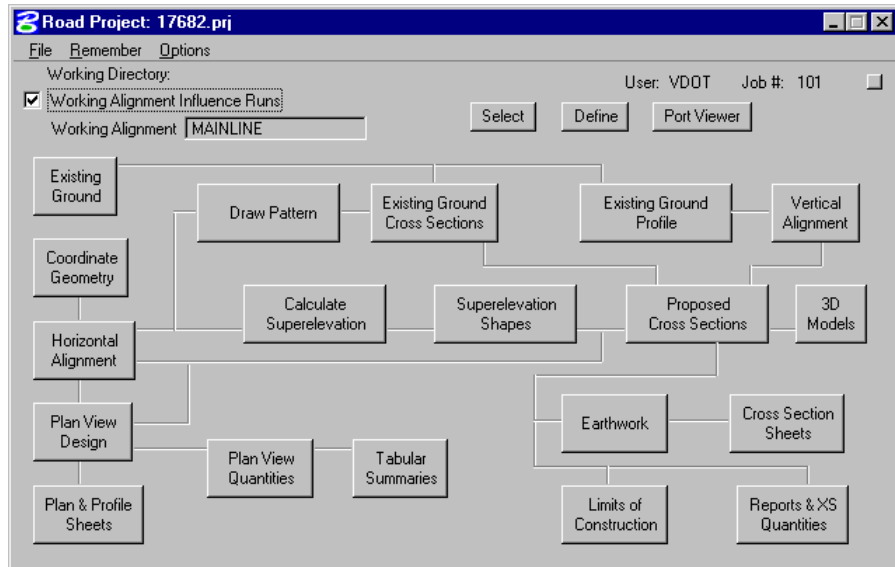 Road Project: 17682.prj
File Remember Options
Working Directory:
User: VDOT Job #: 101
Working Alignment Influence Runs
Working Alignment MAINLINE
Select Define Port Viewer
Existing
Ground
Draw Pattern
Existing Ground
Cross Sections
Existing Ground
Profile
Vertical
Alignment
Coordinate
Geometry
Calculate
Superelevation
Superelevation
Shapes
Proposed
Cross Sections
3D
Models
Horizontal
Alignment
Plan View
Design
Earthwork
Cross Section
Sheets
Plan View
Quantities
Tabular
Summaries
Plan & Profile
Sheets
Limits of
Construction
Reports & XS
Quantities